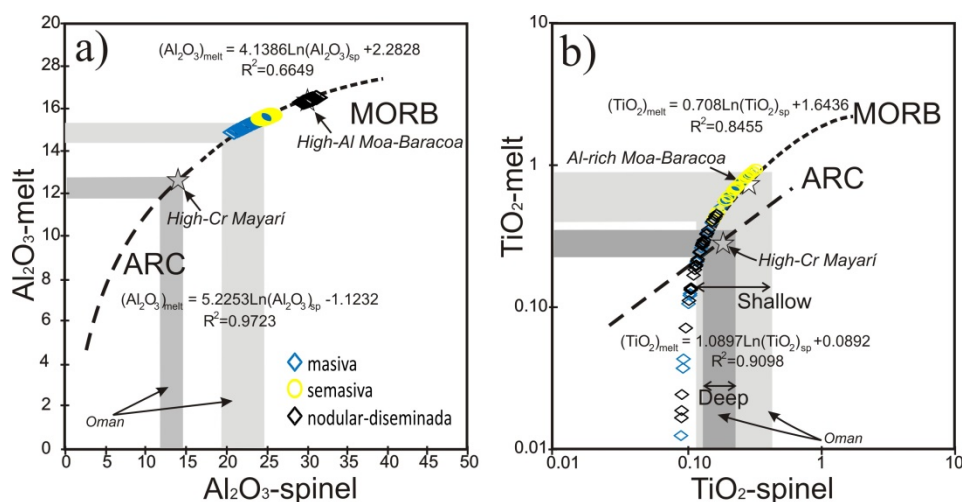 a)
20
18
16
14
12
10
8
6
4
2
0
Al₂O₃-melt
(Al₂O₃)melt = 4.1386Ln(Al₂O₃)sp +2.2828
R²=0.6649
MORB
High-Al Moa-Baracoa
High-Cr Mayarí
ARC
(Al₂O₃)melt = 5.2253Ln(Al₂O₃)sp -1.1232
R²=0.9723
masiva
semasiva
nodular-diseminada
Oman
0 5 10 15 20 25 30 35 40 45 50
Al₂O₃-spinel
b)
10
1
0.10
0.01
TiO₂-melt
(TiO₂)melt = 0.708Ln(TiO₂)sp +1.6436
R²=0.8455
MORB
Al-rich Moa-Baracoa
ARC
High-Cr Mayarí
Shallow
(TiO₂)melt = 1.0897Ln(TiO₂)sp +0.0892
R²=0.9098
Deep
Oman
0.01 0.10 1 10
TiO₂-spinel